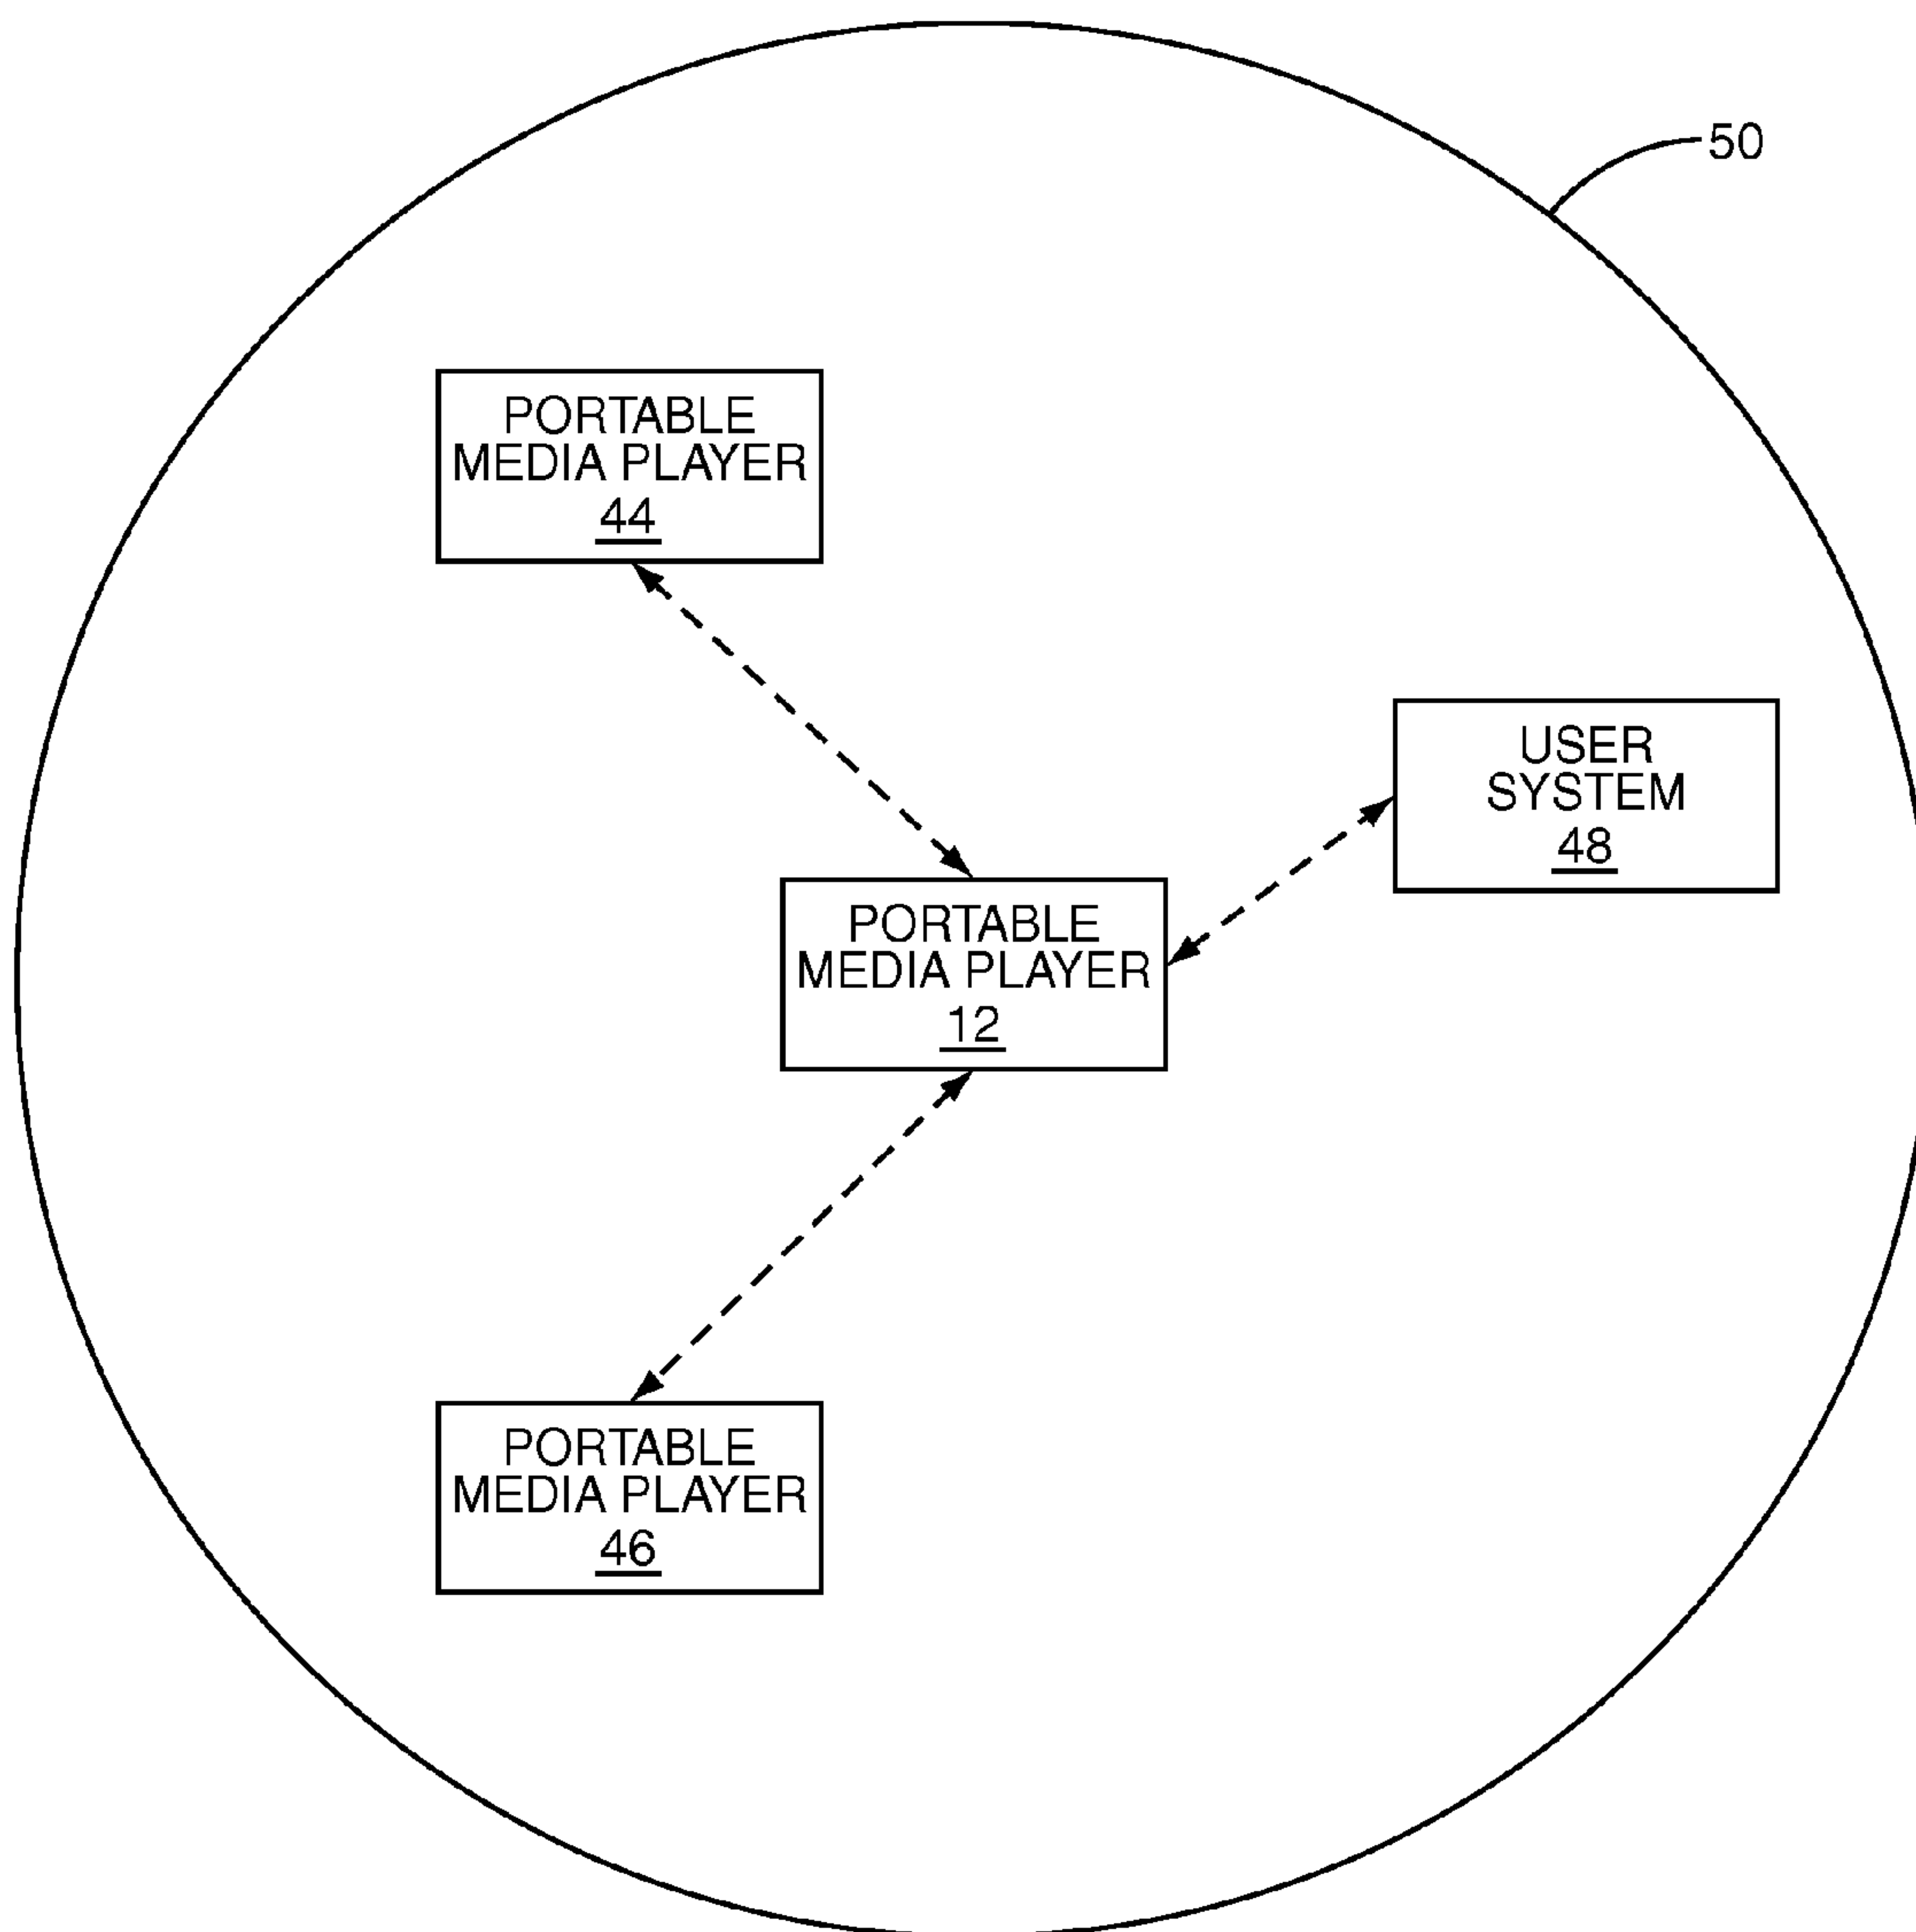 50
PORTABLE
MEDIA PLAYER
44
USER
SYSTEM
48
PORTABLE
MEDIA PLAYER
12
PORTABLE
MEDIA PLAYER
46